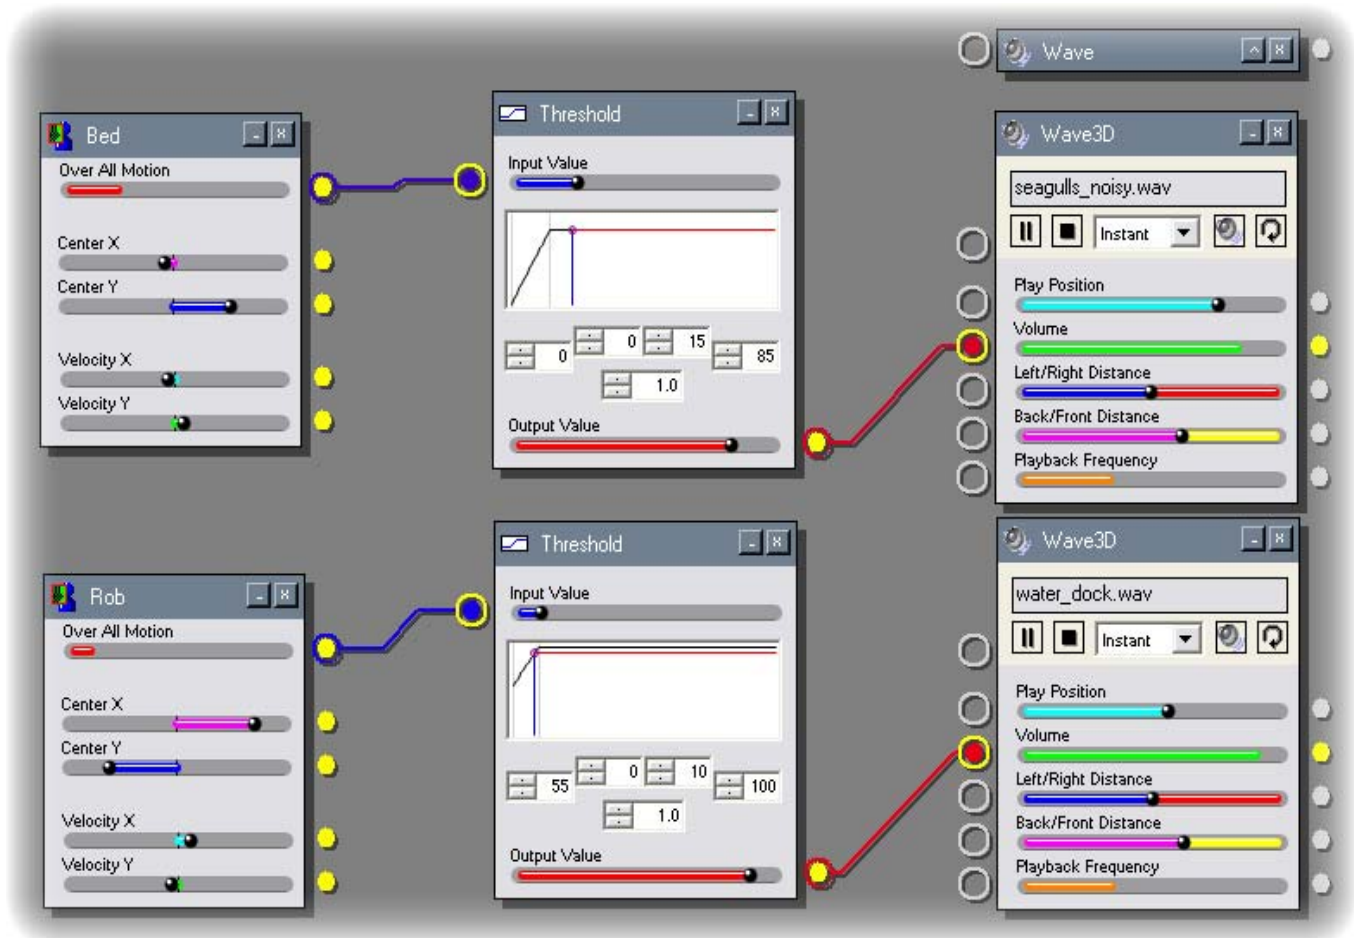 Wave
Bed
Over All Motion
Center X
Center Y
Velocity X
Velocity Y
Threshold
Input Value
0
0
15
85
1.0
Output Value
Wave3D
seagulls_noisy.wav
Instant
Play Position
Volume
Left/Right Distance
Back/Front Distance
Playback Frequency
Rob
Over All Motion
Center X
Center Y
Velocity X
Velocity Y
Threshold
Input Value
55
0
10
100
1.0
Output Value
Wave3D
water_dock.wav
Instant
Play Position
Volume
Left/Right Distance
Back/Front Distance
Playback Frequency